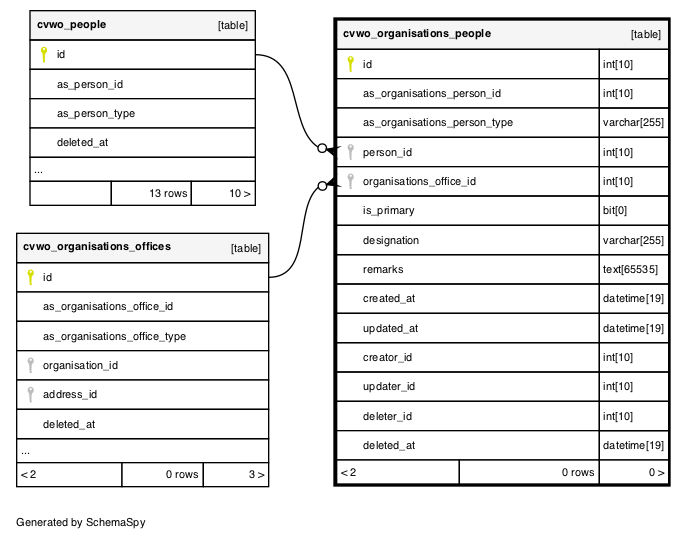 cvwo_people [table]
id
as_person_id
as_person_type
deleted_at
...
13 rows 10 >
cvwo_organisations_offices [table]
id
as_organisations_office_id
as_organisations_office_type
organisation_id
address_id
deleted_at
...
< 2 0 rows 3 >
cvwo_organisations_people [table]
id int[10]
as_organisations_person_id int[10]
as_organisations_person_type varchar[255]
person_id int[10]
organisations_office_id int[10]
is_primary bit[0]
designation varchar[255]
remarks text[65535]
created_at datetime[19]
updated_at datetime[19]
creator_id int[10]
updater_id int[10]
deleter_id int[10]
deleted_at datetime[19]
< 2 0 rows 0 >
Generated by SchemaSpy